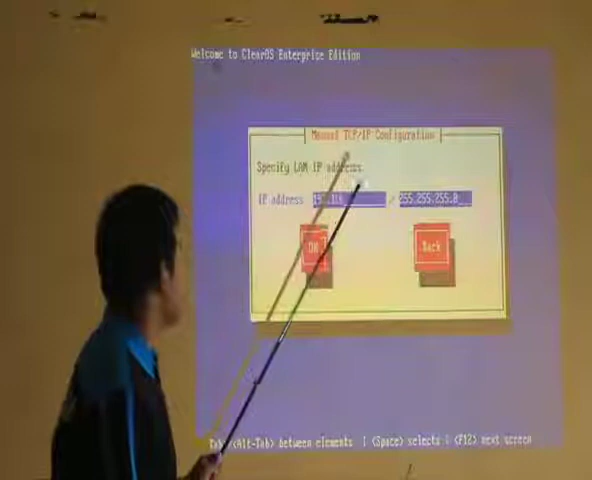 Welcome to ClearOS Enterprise Edition
Manual TCP/IP Configuration
Specify LAN IP address:
IP address / 255.255.255.0
OK Back
<Alt-Tab> between elements | <Space> selects | <F12> next screen